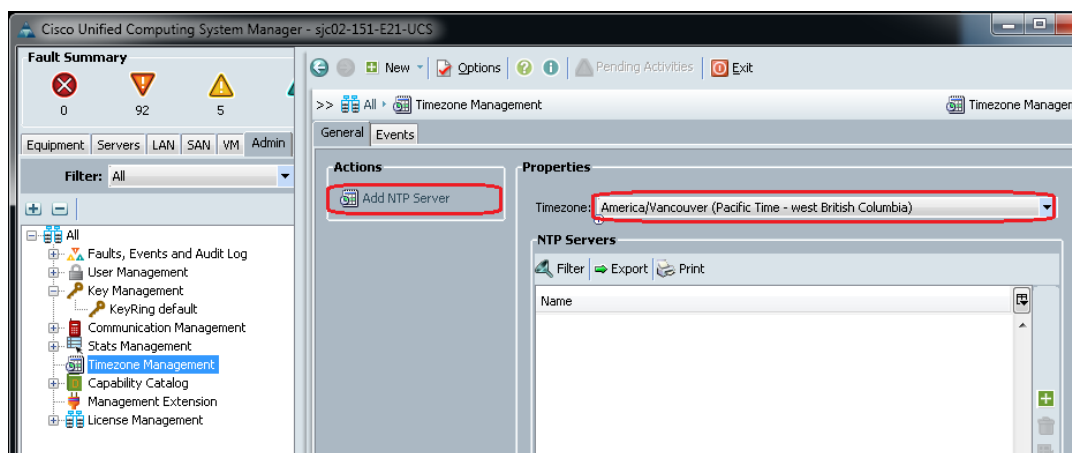 Cisco Unified Computing System Manager - sjc02-151-E21-UCS
Fault Summary
0 92 5
Equipment Servers LAN SAN VM Admin
Filter: All
All
Faults, Events and Audit Log
User Management
Key Management
KeyRing default
Communication Management
Stats Management
Timezone Management
Capability Catalog
Management Extension
License Management
New Options Pending Activities Exit
>> All Timezone Management Timezone Manager
General Events
Actions
Add NTP Server
Properties
Timezone: America/Vancouver (Pacific Time - west British Columbia)
NTP Servers
Filter Export Print
Name